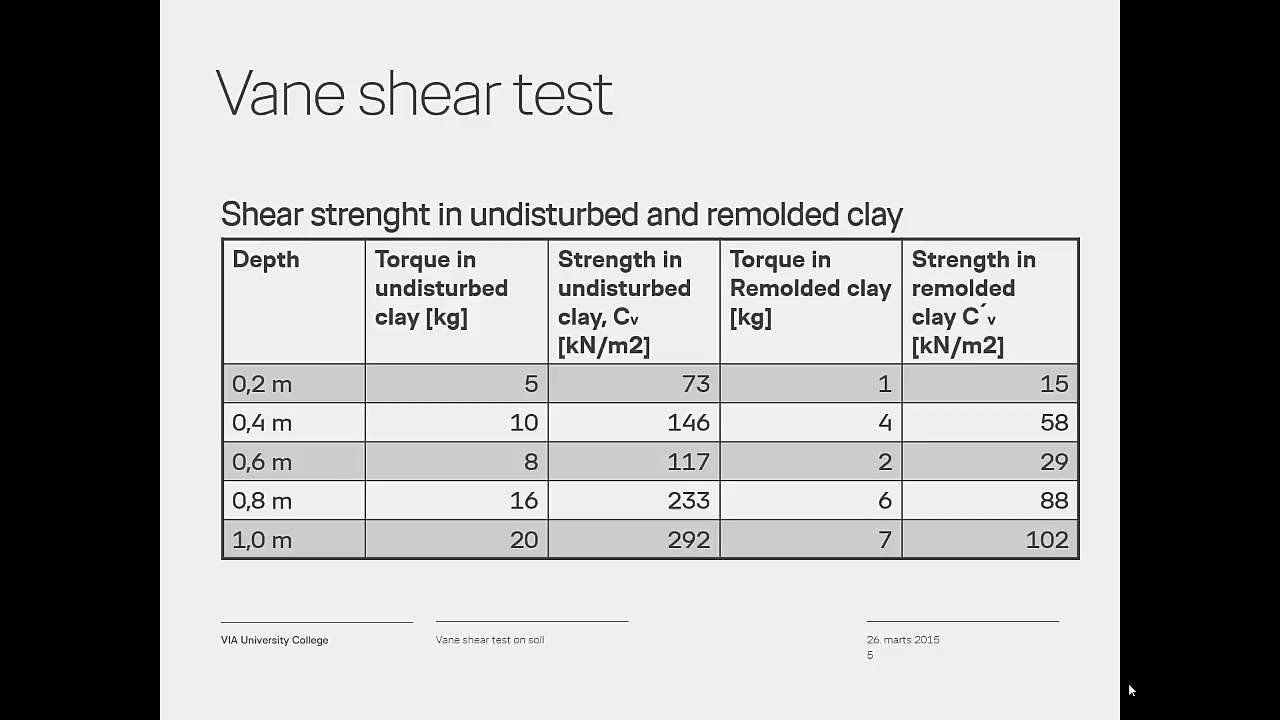 Vane shear test
Shear strenght in undisturbed and remolded clay
Depth
Torque in
undisturbed
clay [kg]
Strength in
undisturbed
clay, Cv
[kN/m2]
Torque in
Remolded clay
[kg]
Strength in
remolded
clay C´v
[kN/m2]
0,2 m 5 73 1 15
0,4 m 10 146 4 58
0,6 m 8 117 2 29
0,8 m 16 233 6 88
1,0 m 20 292 7 102
VIA University College
Vane shear test on soil
26. marts 2015
5